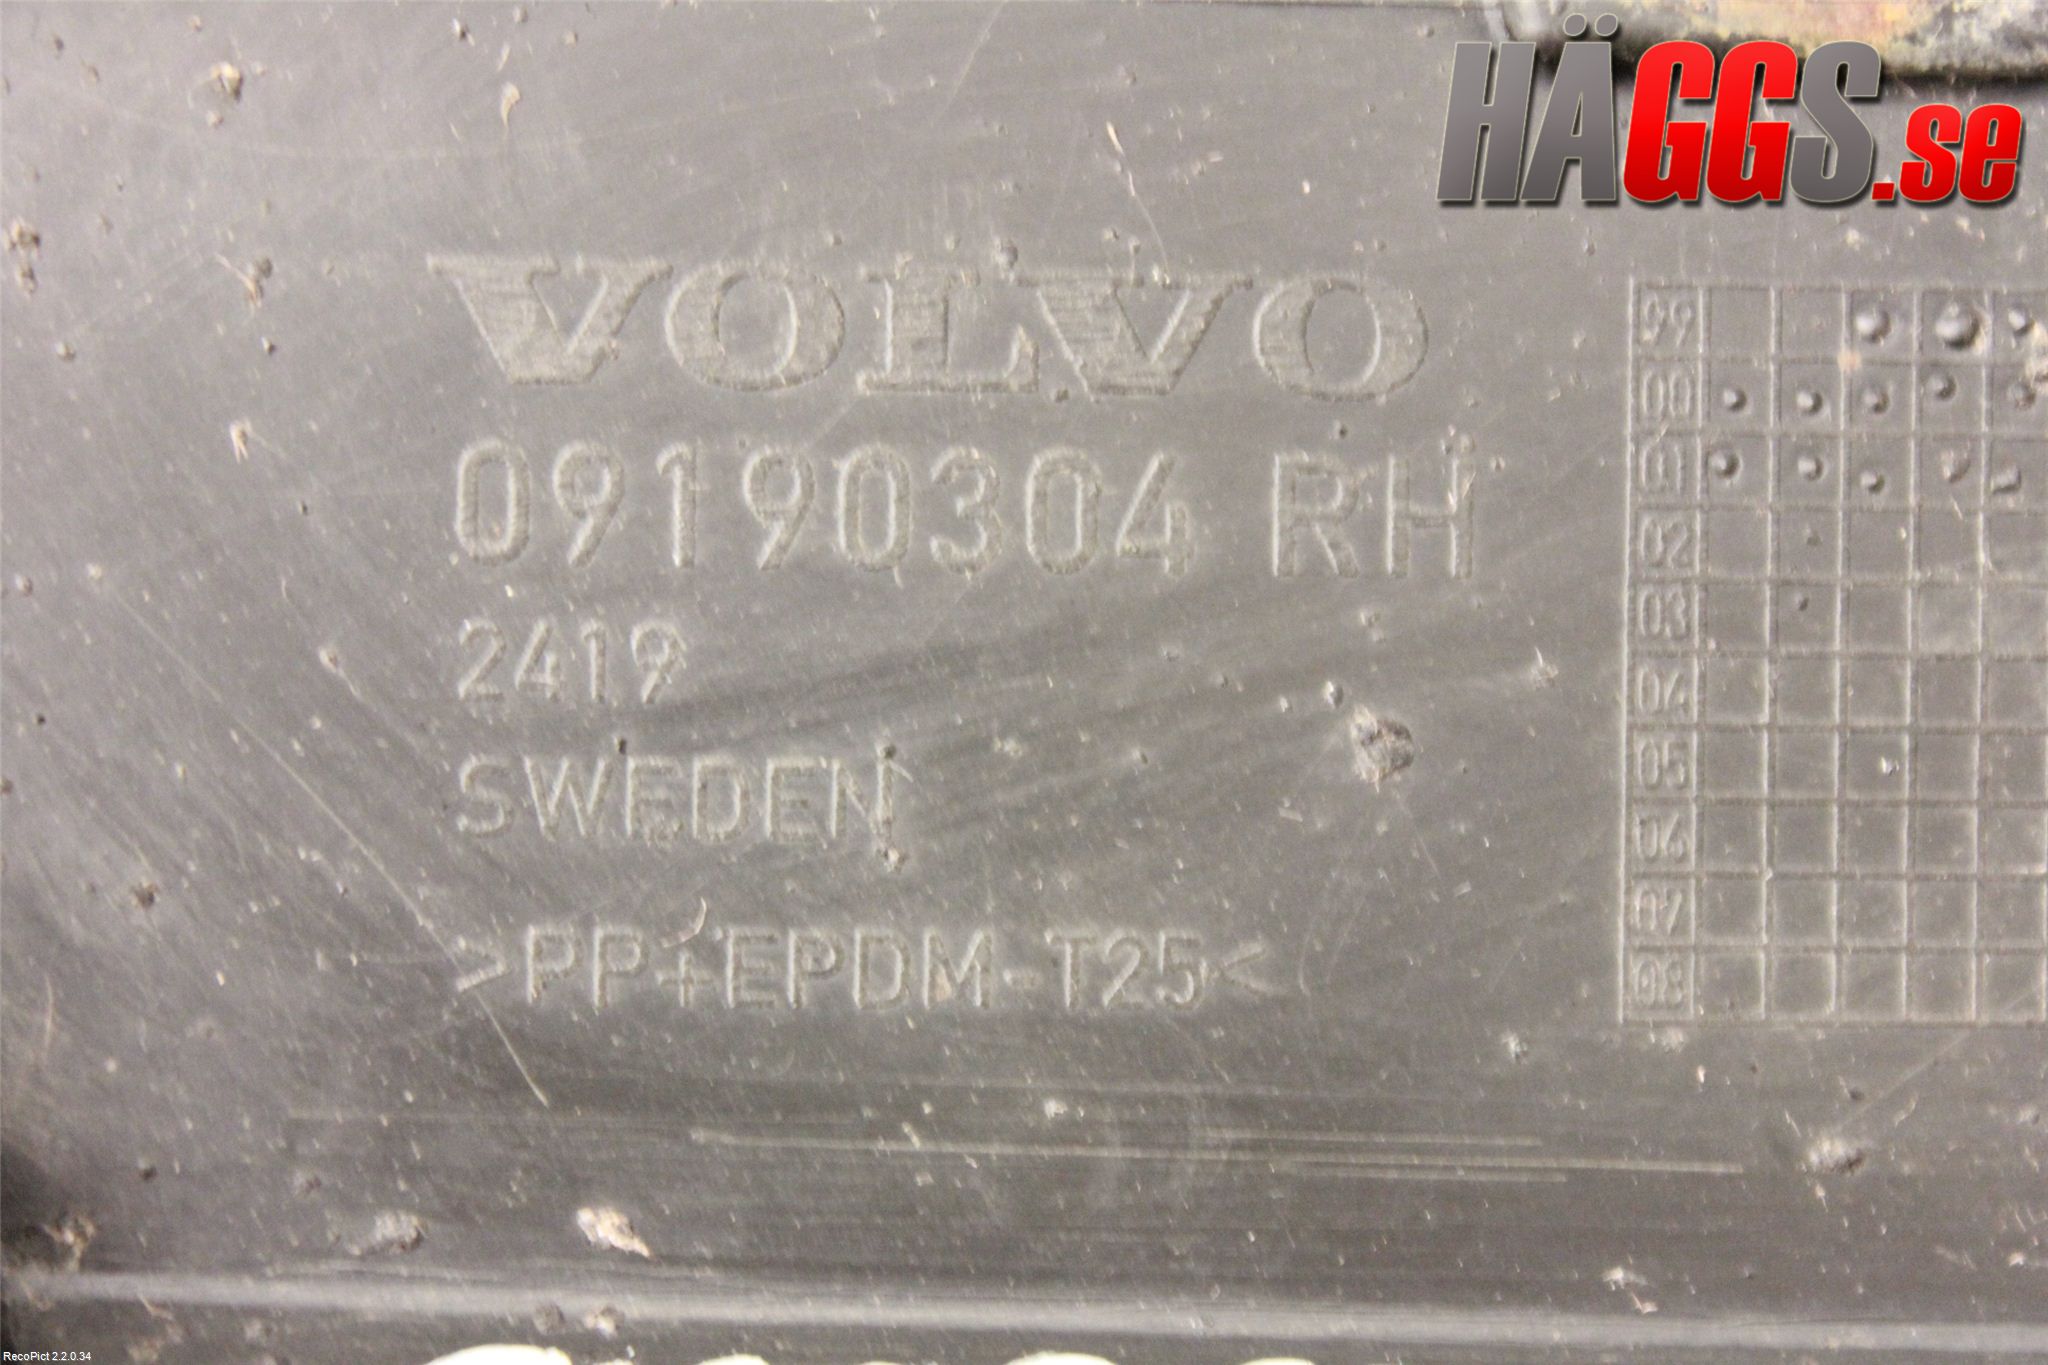 HÄGGS.se
VOLVO
09190304 RH
2419
SWEDEN
>PP+EPDM-T25<
99
00
01
02
03
04
05
06
07
08
RecoPict 2.2.0.34